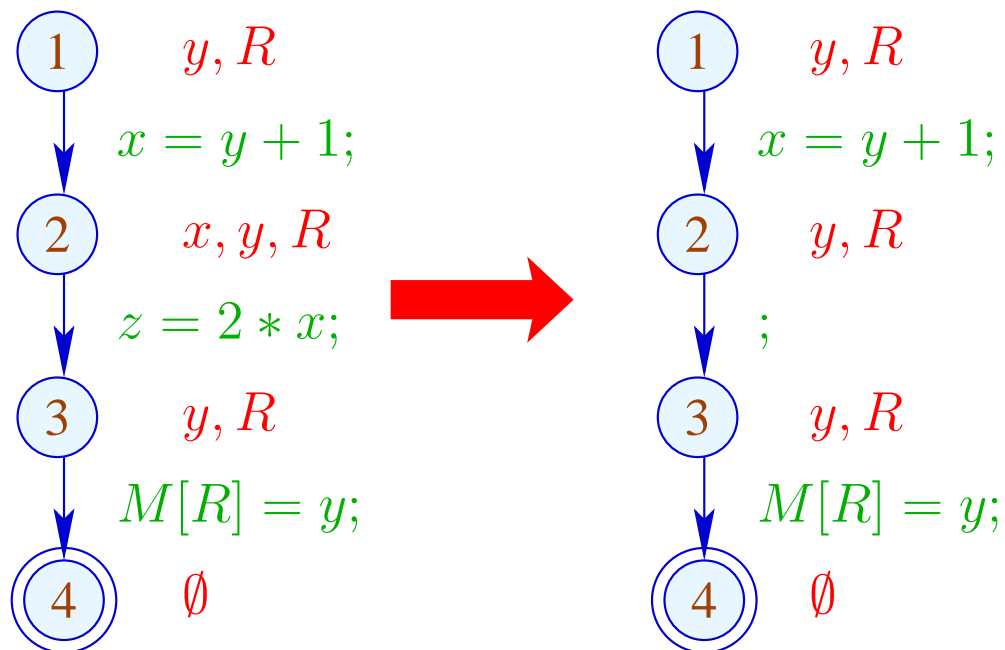 1 y, R
x = y + 1;
2 x, y, R
z = 2 ∗ x;
3 y, R
M[R] = y;
4 ∅
1 y, R
x = y + 1;
2 y, R
;
3 y, R
M[R] = y;
4 ∅